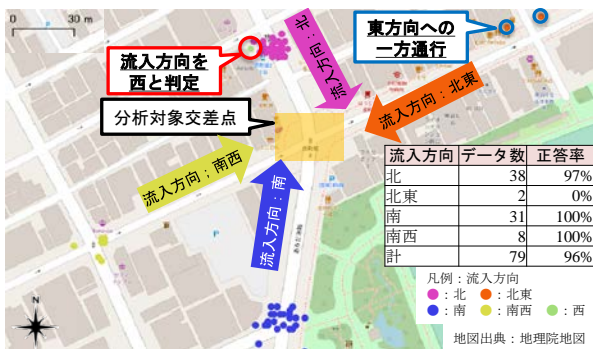 0 30 m
流入方向を
西と判定
流入方向：北
東方向への
一方通行
分析対象交差点
流入方向：北東
流入方向；南西
流入方向：南
流入方向 データ数 正答率
北 38 97%
北東 2 0%
南 31 100%
南西 8 100%
計 79 96%
凡例：流入方向
：北 ：北東
：南 ：南西 ：西
N
地図出典：地理院地図